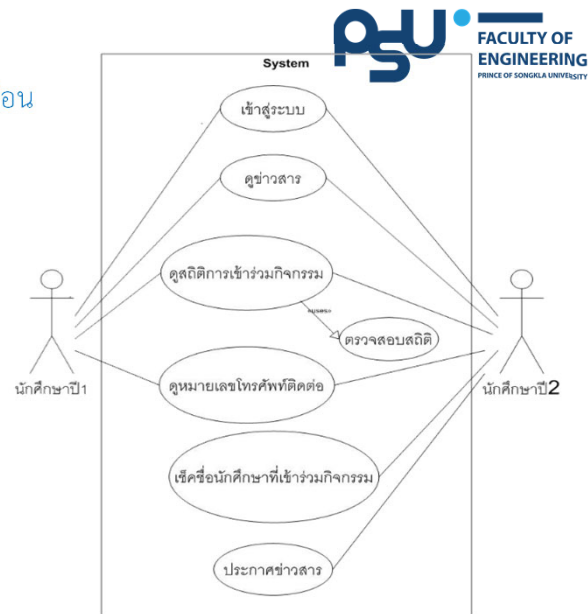 PSU
FACULTY OF
ENGINEERING
PRINCE OF SONGKLA UNIVERSITY
System
อน
เข้าสู่ระบบ
ดูข่าวสาร
ดูสถิติการเข้าร่วมกิจกรรม
ตรวจสอบสถิติ
นักศึกษาปี1
ดูหมายเลขโทรศัพท์ติดต่อ
นักศึกษาปี2
เช็คชื่อนักศึกษาที่เข้าร่วมกิจกรรม
ประกาศข่าวสาร